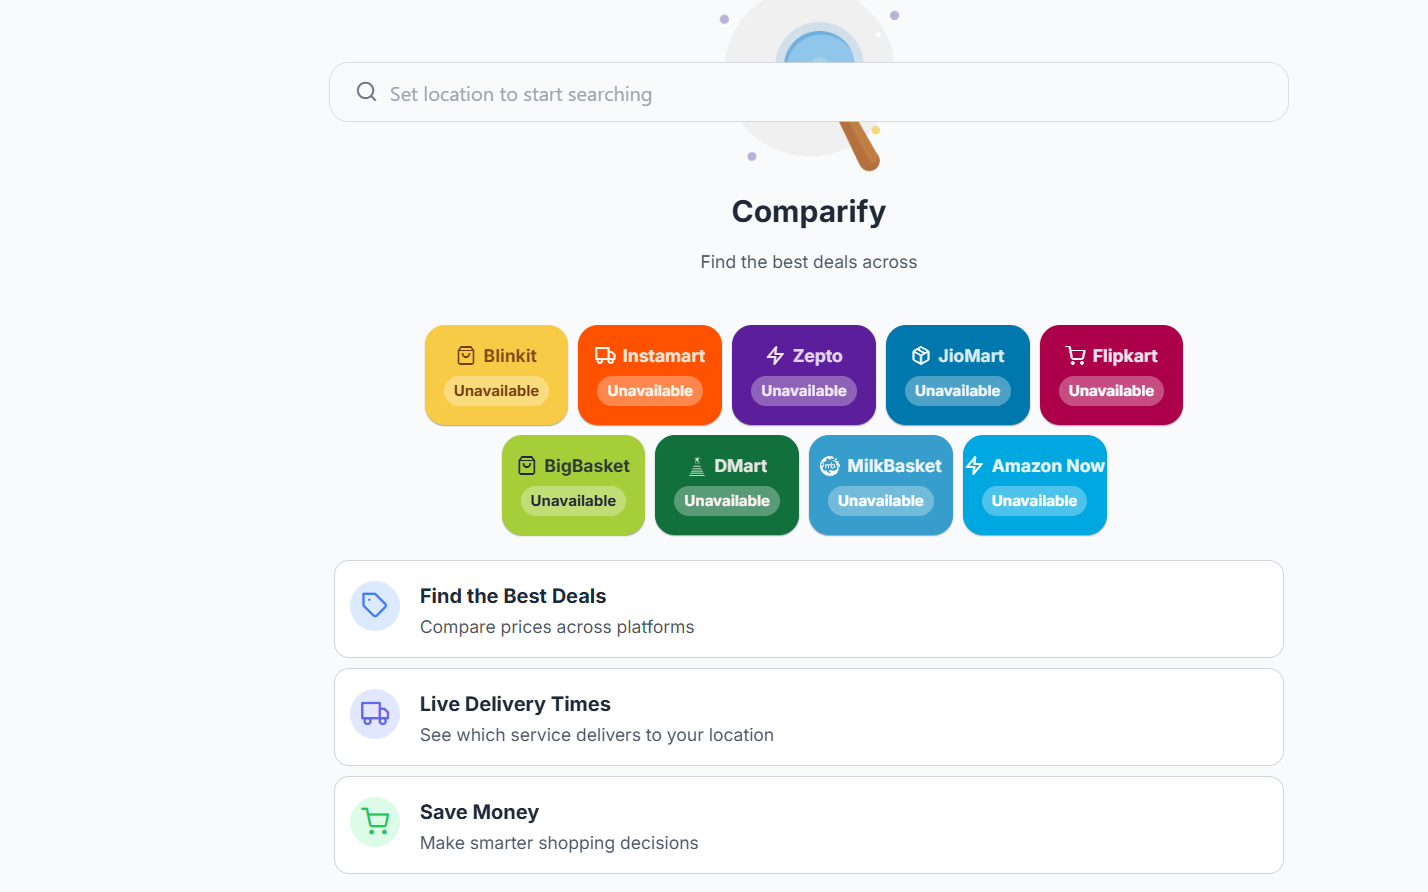 Set location to start searching
Comparify
Find the best deals across
Blinkit
Unavailable
Instamart
Unavailable
Zepto
Unavailable
JioMart
Unavailable
Flipkart
Unavailable
BigBasket
Unavailable
DMart
Unavailable
mb MilkBasket
Unavailable
Amazon Now
Unavailable
Find the Best Deals
Compare prices across platforms
Live Delivery Times
See which service delivers to your location
Save Money
Make smarter shopping decisions